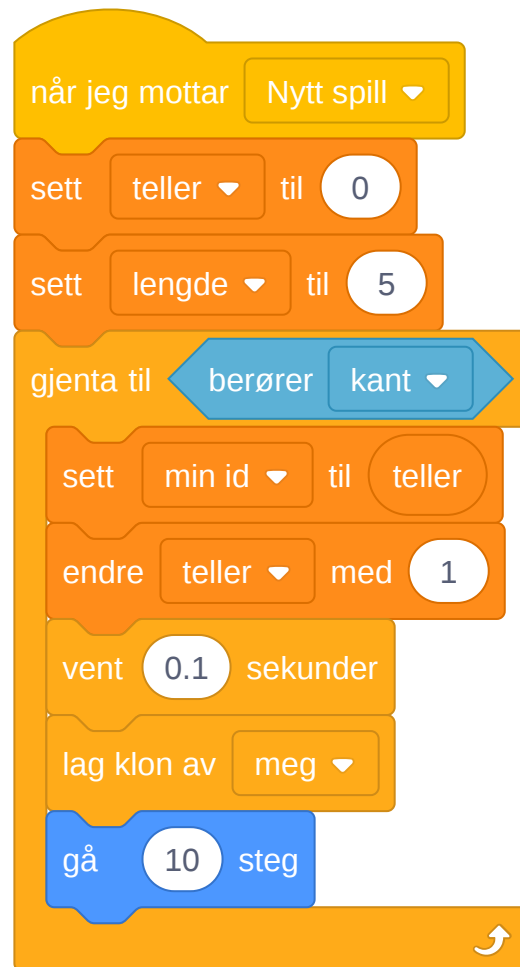 når jeg mottar Nytt spill
sett teller til 0
sett lengde til 5
gjenta til berører kant
sett min id til teller
endre teller med 1
vent 0.1 sekunder
lag klon av meg
gå 10 steg